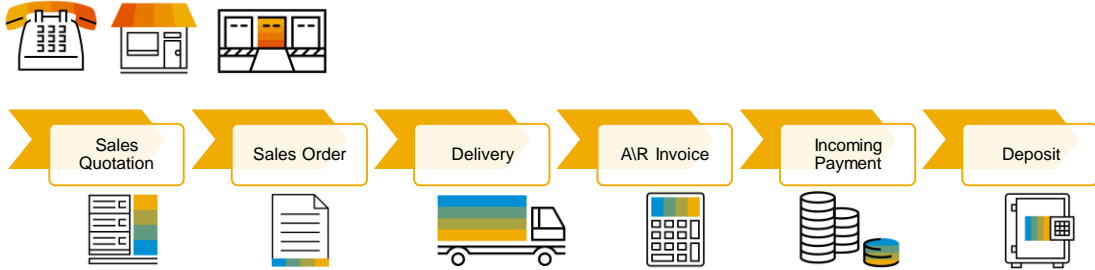 Sales
Quotation
Sales Order
Delivery
A\R Invoice
Incoming
Payment
Deposit